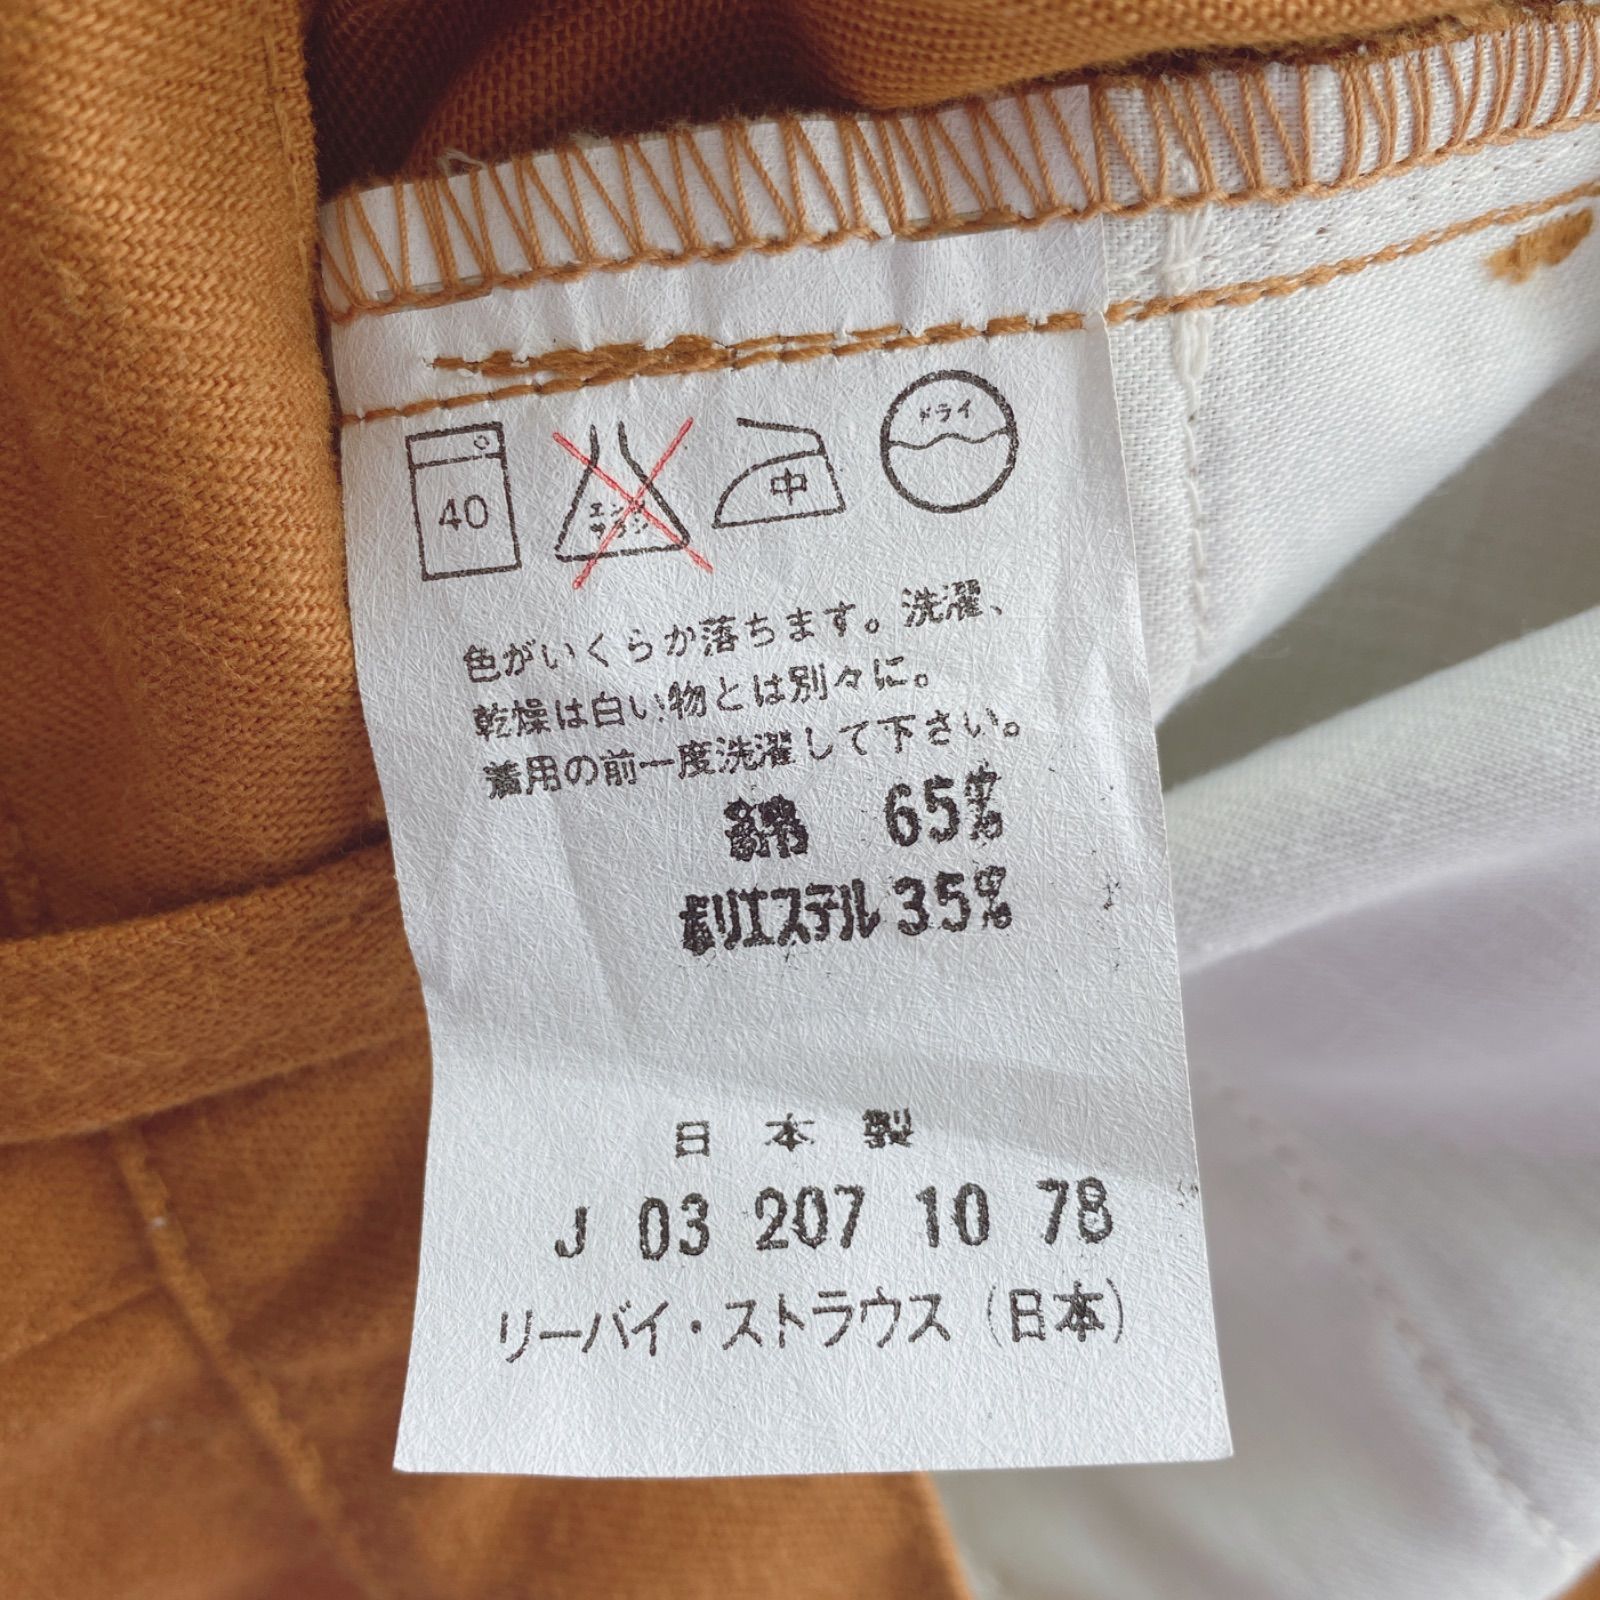 40
エンソ
サラシ
中
ドライ
色がいくらか落ちます。洗濯、
乾燥は白い物とは別々に。
着用の前一度洗濯して下さい。
綿 65%
ポリエステル 35%
日本製
J 03 207 10 78
リーバイ・ストラウス (日本)